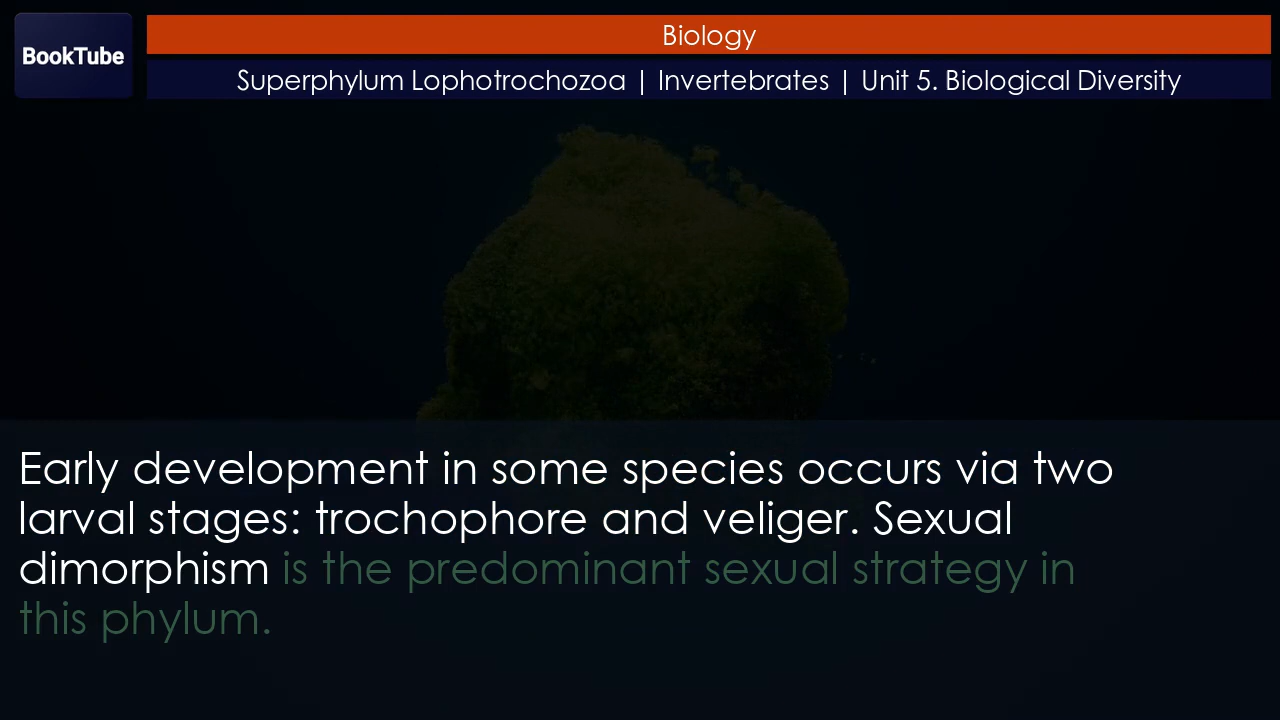 BookTube
Biology
Superphylum Lophotrochozoa | Invertebrates | Unit 5. Biological Diversity
Early development in some species occurs via two
larval stages: trochophore and veliger. Sexual
dimorphism is the predominant sexual strategy in
this phylum.